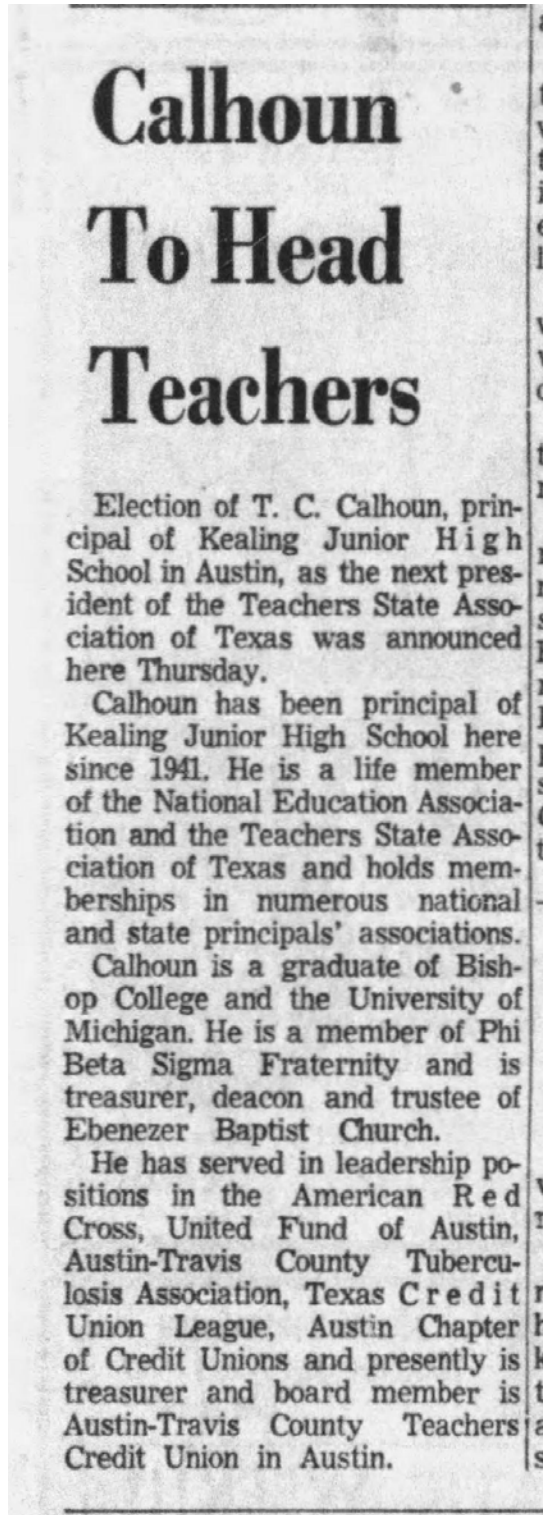 Calhoun
To Head
Teachers
Election of T. C. Calhoun, prin-
cipal of Kealing Junior High
School in Austin, as the next pres-
ident of the Teachers State Asso-
ciation of Texas was announced
here Thursday.
Calhoun has been principal of
Kealing Junior High School here
since 1941. He is a life member
of the National Education Associa-
tion and the Teachers State Asso-
ciation of Texas and holds mem-
berships in numerous national
and state principals' associations.
Calhoun is a graduate of Bish-
op College and the University of
Michigan. He is a member of Phi
Beta Sigma Fraternity and is
treasurer, deacon and trustee of
Ebenezer Baptist Church.
He has served in leadership po-
sitions in the American Red
Cross, United Fund of Austin,
Austin-Travis County Tubercu-
losis Association, Texas Credit
Union League, Austin Chapter
of Credit Unions and presently is
treasurer and board member is
Austin-Travis County Teachers
Credit Union in Austin.